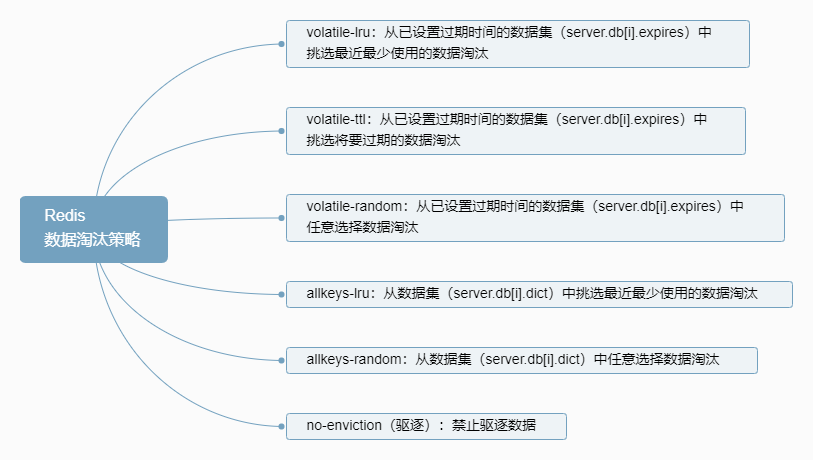 Redis
数据淘汰策略
volatile-lru：从已设置过期时间的数据集（server.db[i].expires）中
挑选最近最少使用的数据淘汰
volatile-ttl：从已设置过期时间的数据集（server.db[i].expires）中
挑选将要过期的数据淘汰
volatile-random：从已设置过期时间的数据集（server.db[i].expires）中
任意选择数据淘汰
allkeys-lru：从数据集（server.db[i].dict）中挑选最近最少使用的数据淘汰
allkeys-random：从数据集（server.db[i].dict）中任意选择数据淘汰
no-enviction（驱逐）：禁止驱逐数据